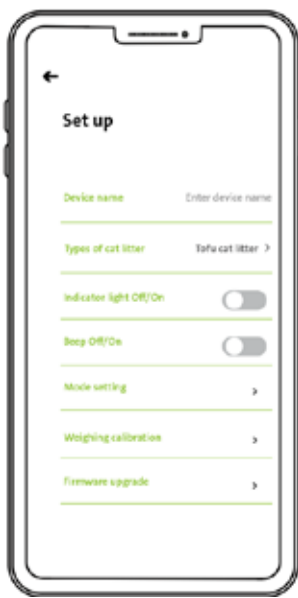 Set up
Device name Enter device name
Types of cat litter Tofu cat litter >
Indicator light Off/On
Beep Off/On
Mode setting >
Weighing calibration >
Firmware upgrade >